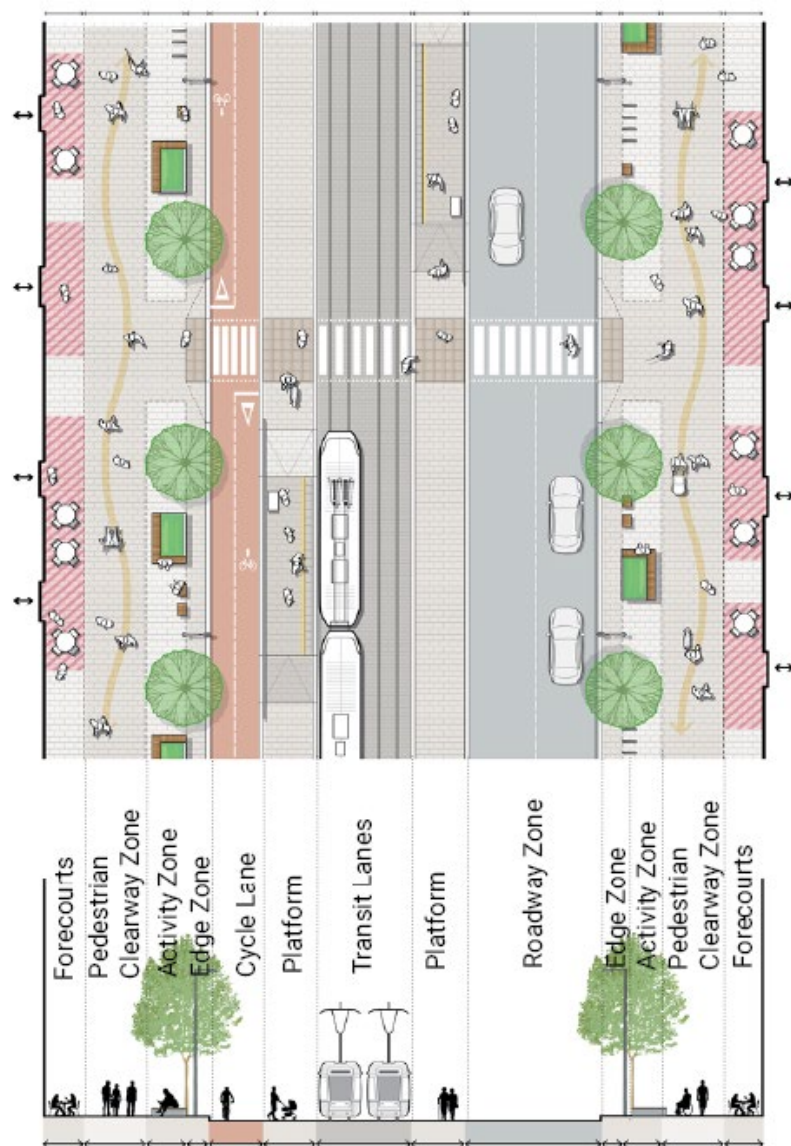 Forecourts
Pedestrian
Clearway Zone
Activity Zone
Edge Zone
Cycle Lane
Platform
Transit Lanes
Platform
Roadway Zone
Edge Zone
Activity Zone
Pedestrian
Clearway Zone
Forecourts